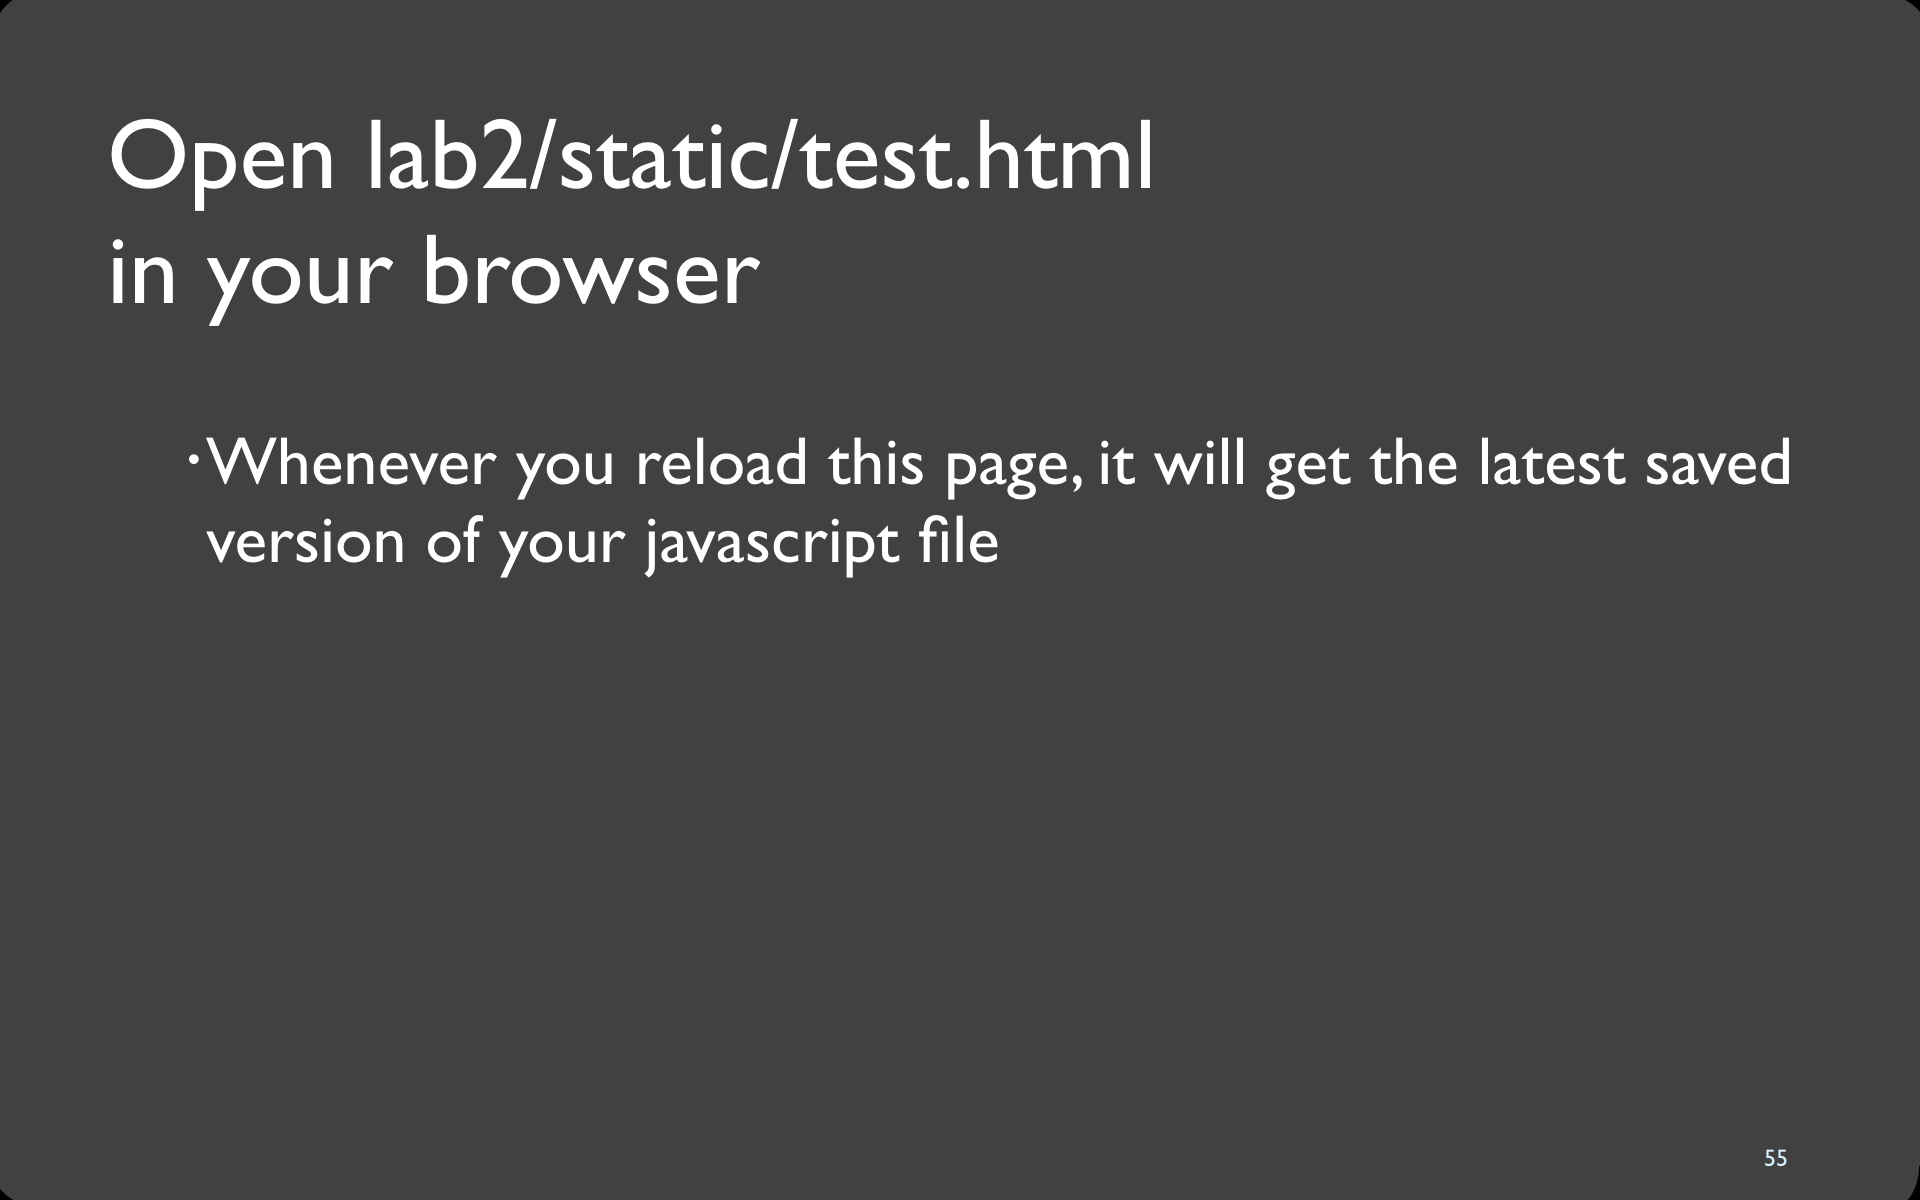 Open lab2/static/test.html
in your browser
•Whenever you reload this page, it will get the latest saved
version of your javascript file
55